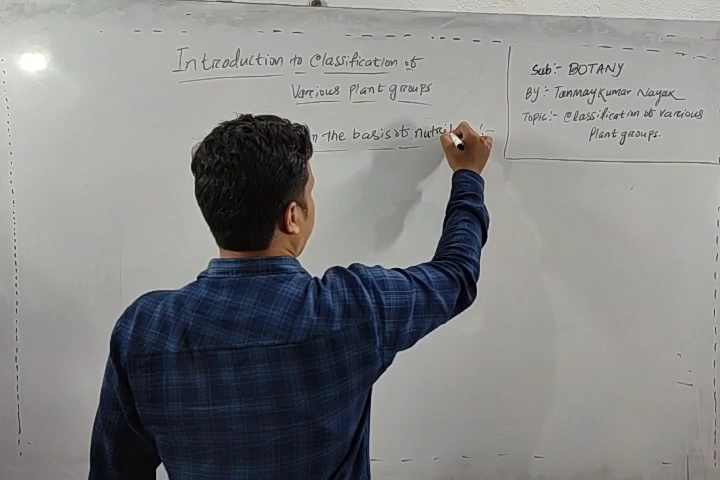 Introduction to Classification of
Various Plant groups
the basis of
Sub:- BOTANY
By:- Tanmay Kumar Nayak
Topic:- Classification of various
Plant groups.